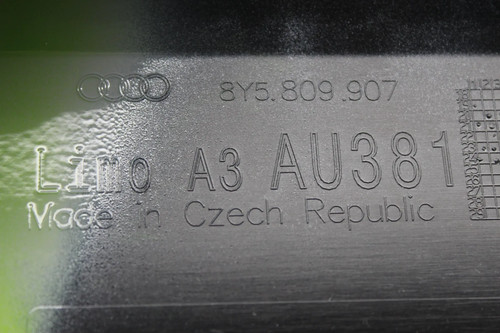 8Y5.809.907
Limo A3 AU381
Made in Czech Republic